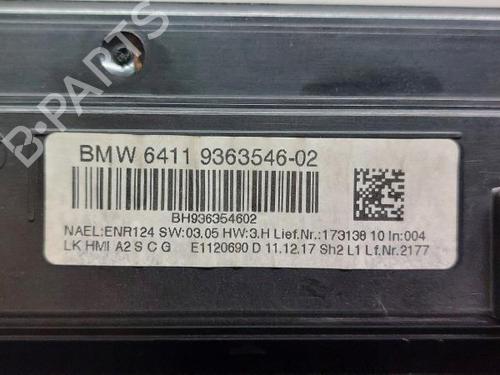 B-PARTS
BMW 6411 9363546-02
BH936354602
NAEL:ENR124 SW:03.05 HW:3.H Lief.Nr.:173138 10 In:004
LK HMI A2 S C G E1120690 D 11.12.17 Sh2 L1 Lf.Nr.2177